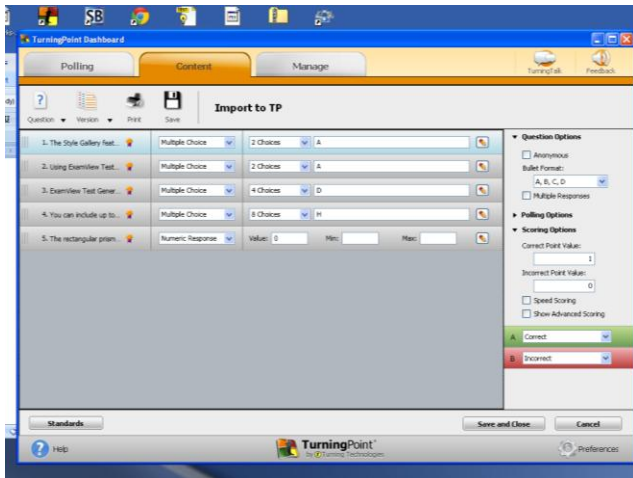 SB
TurningPoint Dashboard
Polling
Content
Manage
TurningTalk
Feedback
Question
Version
Print
Save
Import to TP
1. The Style Gallery feat...
Multiple Choice
2 Choices
A
2. Using ExamView Test...
Multiple Choice
2 Choices
A
3. ExamView Test Gener...
Multiple Choice
4 Choices
D
4. You can include up to...
Multiple Choice
8 Choices
H
5. The rectangular prism...
Numeric Response
Value: 0
Min:
Max:
Question Options
Anonymous
Bullet Format:
A, B, C, D
Multiple Responses
Polling Options
Scoring Options
Correct Point Value:
1
Incorrect Point Value:
0
Speed Scoring
Show Advanced Scoring
A Correct
B Incorrect
Standards
Save and Close
Cancel
Help
TurningPoint
by Turning Technologies
Preferences